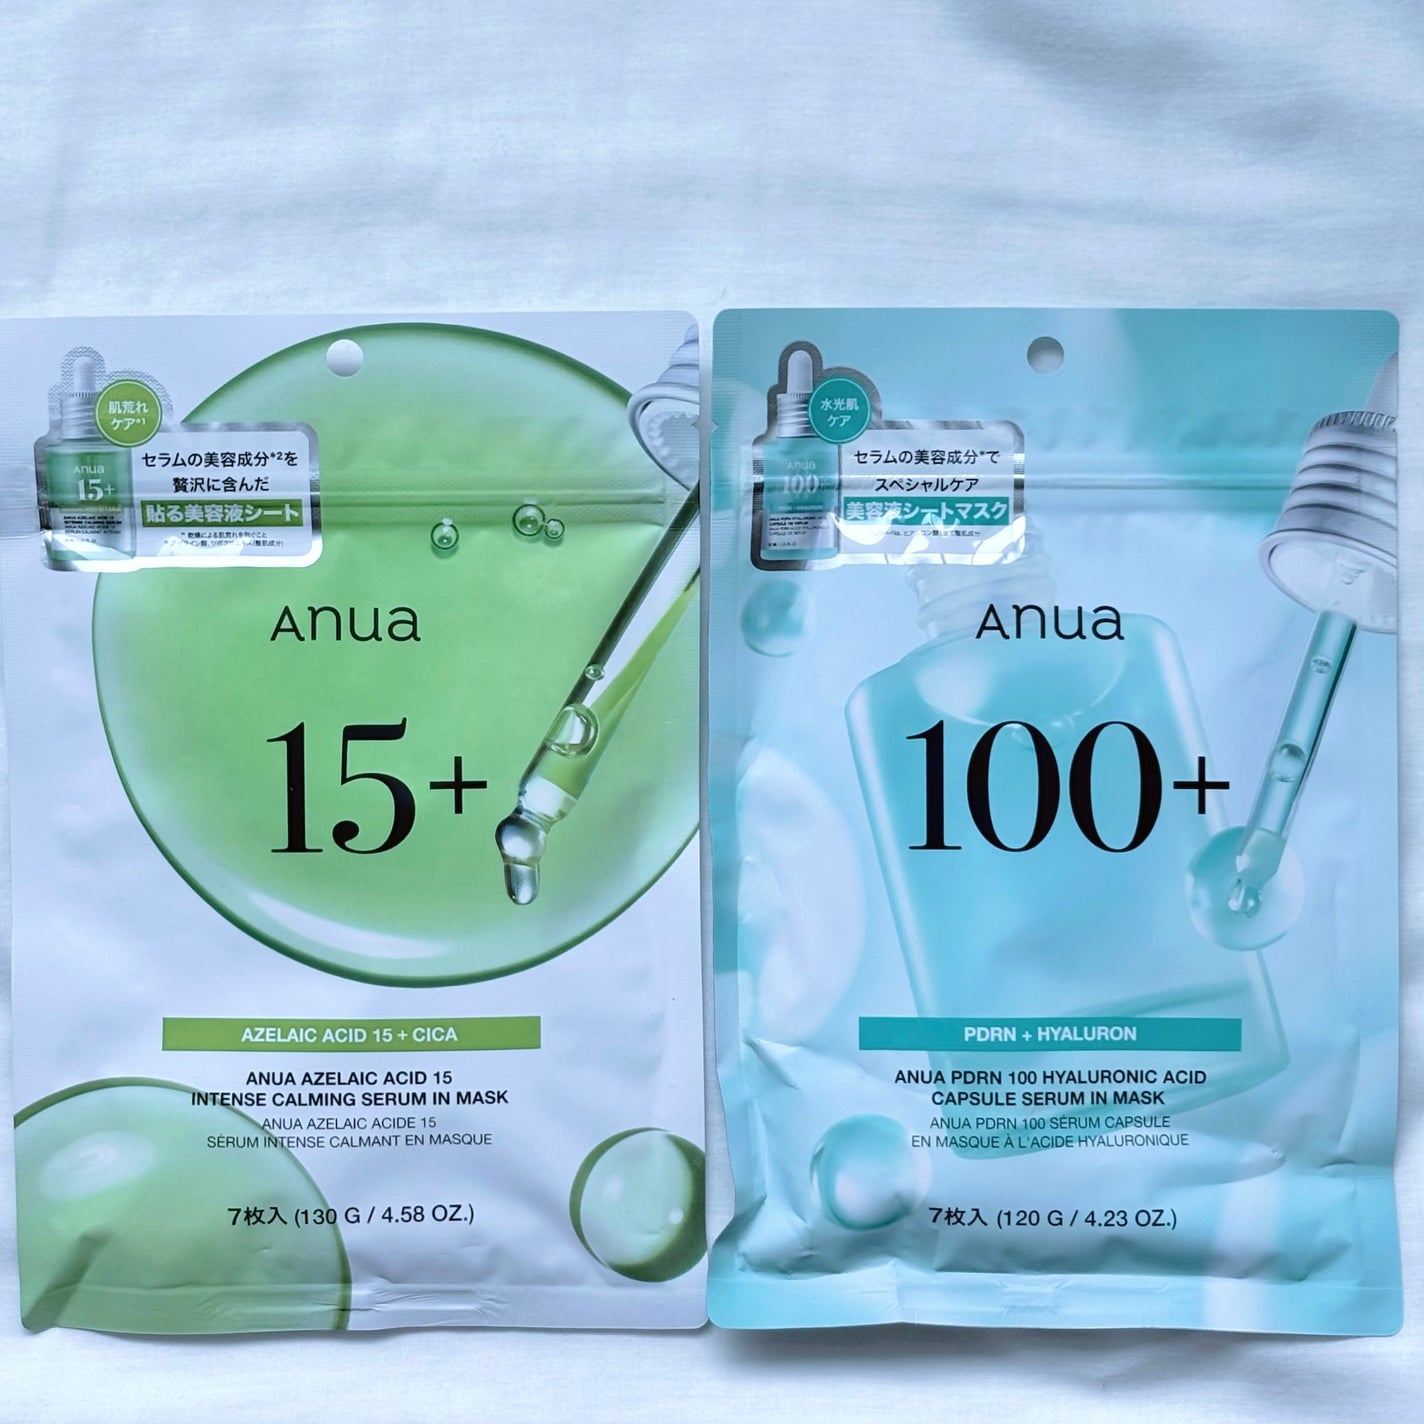 肌荒れ
ケア*1
Anua
15+
セラムの美容成分*2を
贅沢に含んだ
貼る美容液シート
Anua
15+
AZELAIC ACID 15 + CICA
ANUA AZELAIC ACID 15
INTENSE CALMING SERUM IN MASK
ANUA AZELAIC ACIDE 15
SÉRUM INTENSE CALMANT EN MASQUE
7枚入 (130 G / 4.58 OZ.)
水光肌
ケア
Anua
100+
セラムの美容成分*で
スペシャルケア
美容液シートマスク
Anua
100+
PDRN + HYALURON
ANUA PDRN 100 HYALURONIC ACID
CAPSULE SERUM IN MASK
ANUA PDRN 100 SÉRUM CAPSULE
EN MASQUE À L'ACIDE HYALURONIQUE
7枚入 (120 G / 4.23 OZ.)